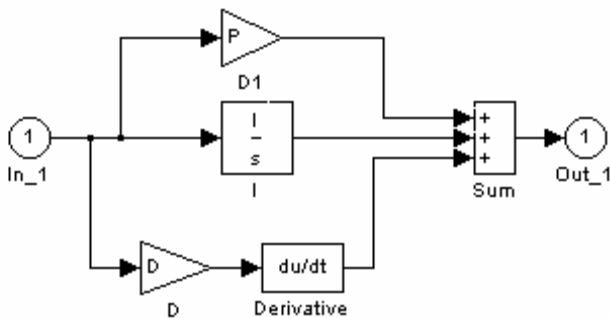 P
D1
1
In_1
I
s
I
+
+
+
Sum
1
Out_1
D
D
du/dt
Derivative